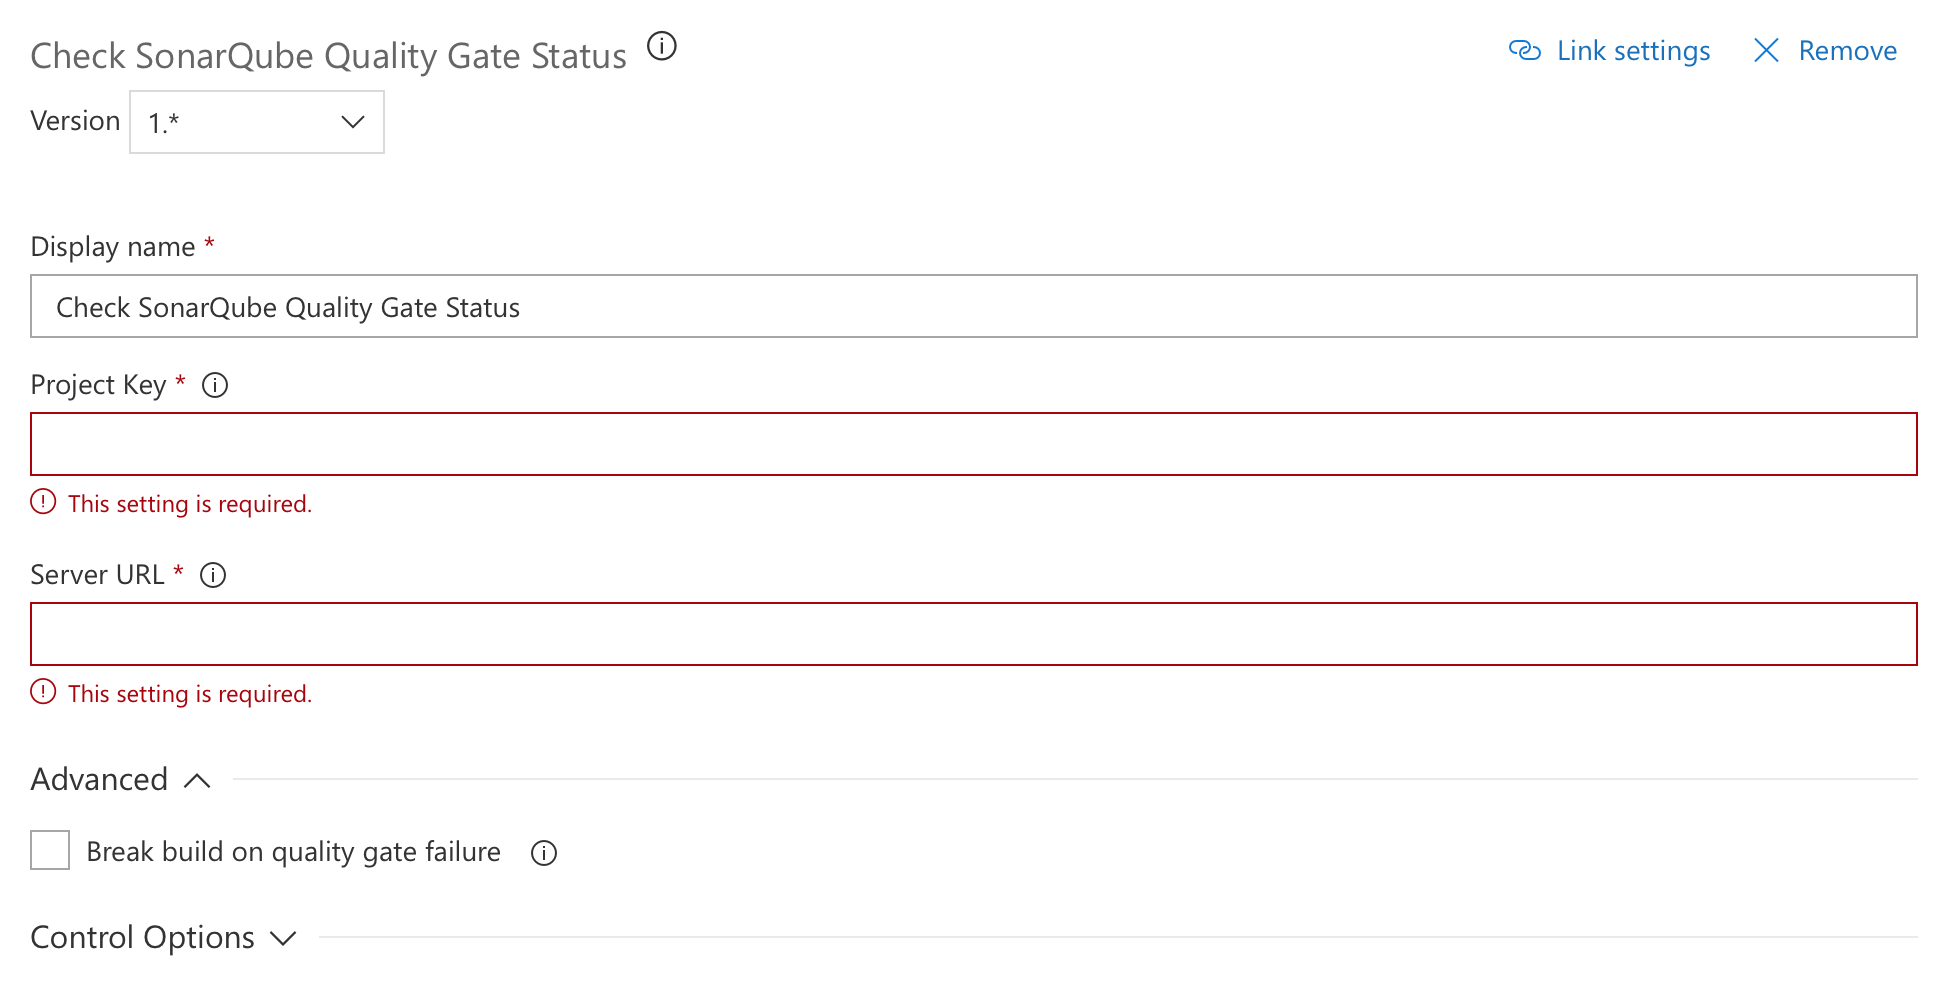 Check SonarQube Quality Gate Status
Link settings
Remove
Version 1.*
Display name *
Check SonarQube Quality Gate Status
Project Key *
This setting is required.
Server URL *
This setting is required.
Advanced
Break build on quality gate failure
Control Options